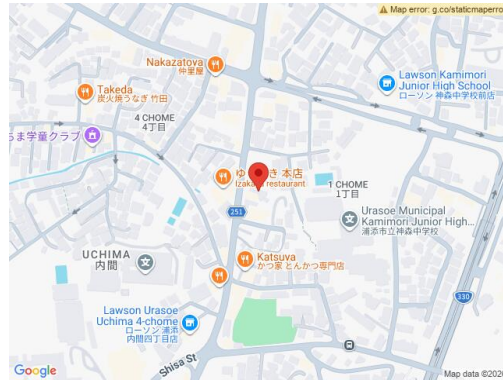 Map error: g.co/staticmaperro
Nakazatoya
仲里屋
Lawson Kamimori
Junior High School
ローソン 神森中学校前店
Takeda
炭火焼うなぎ 竹田
4 CHOME
4丁目
ちま学童クラブ
き 本店
Izakaya restaurant
1 CHOME
1丁目
251
Urasoe Municipal
Kamimori Junior High...
浦添市立神森中学校
UCHIMA
内間
Katsuya
かつ家 とんかつ専門店
330
Lawson Urasoe
Uchima 4-chome
ローソン 浦添
内間四丁目店
Shisa St
Google
Map data ©2026